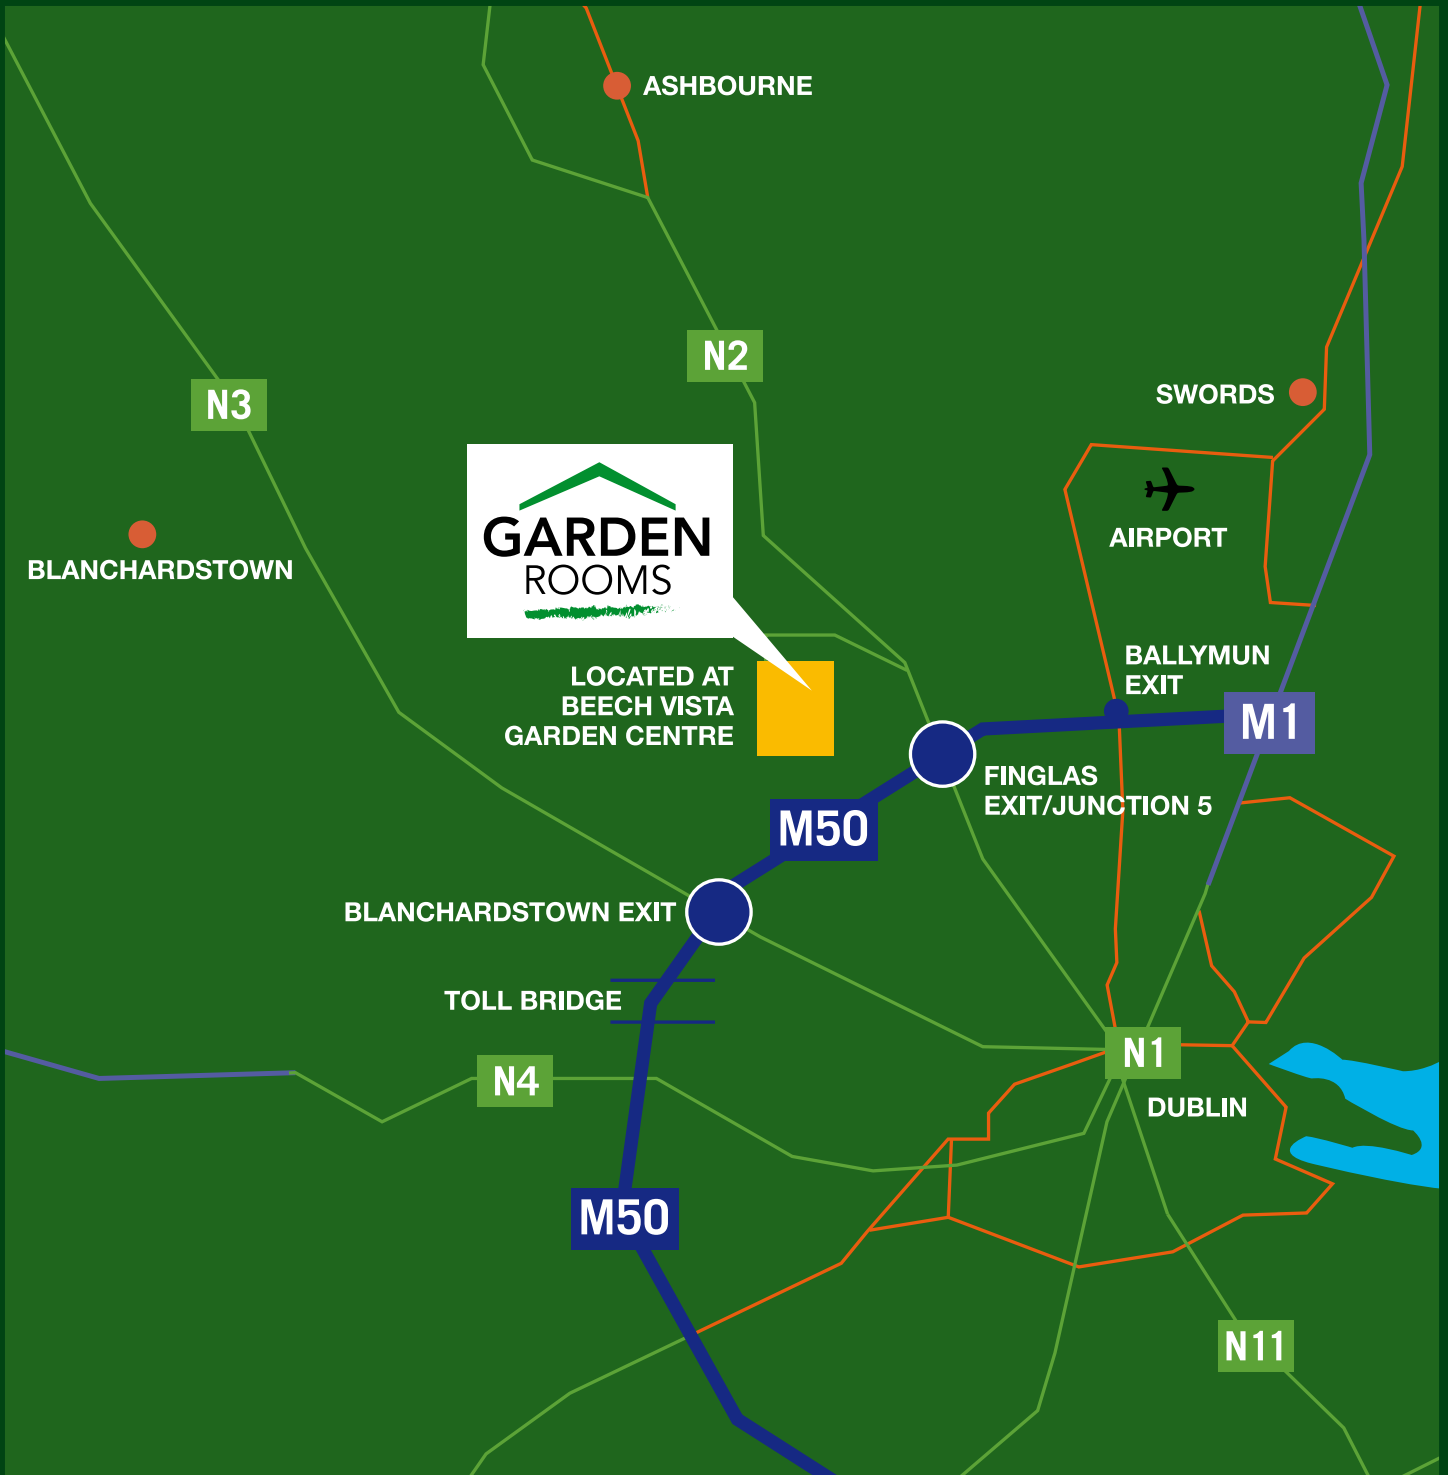 ASHBOURNE
N2
N3
SWORDS
GARDEN
ROOMS
AIRPORT
BLANCHARDSTOWN
BALLYMUN
EXIT
LOCATED AT
BEECH VISTA
GARDEN CENTRE
M1
FINGLAS
EXIT/JUNCTION 5
M50
BLANCHARDSTOWN EXIT
TOLL BRIDGE
N1
N4
DUBLIN
M50
N11